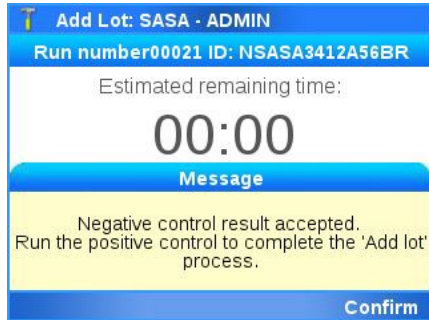 Add Lot: SASA - ADMIN
Run number00021 ID: NSASA3412A56BR
Estimated remaining time:
00:00
Message
Negative control result accepted.
Run the positive control to complete the 'Add lot'
process.
Confirm